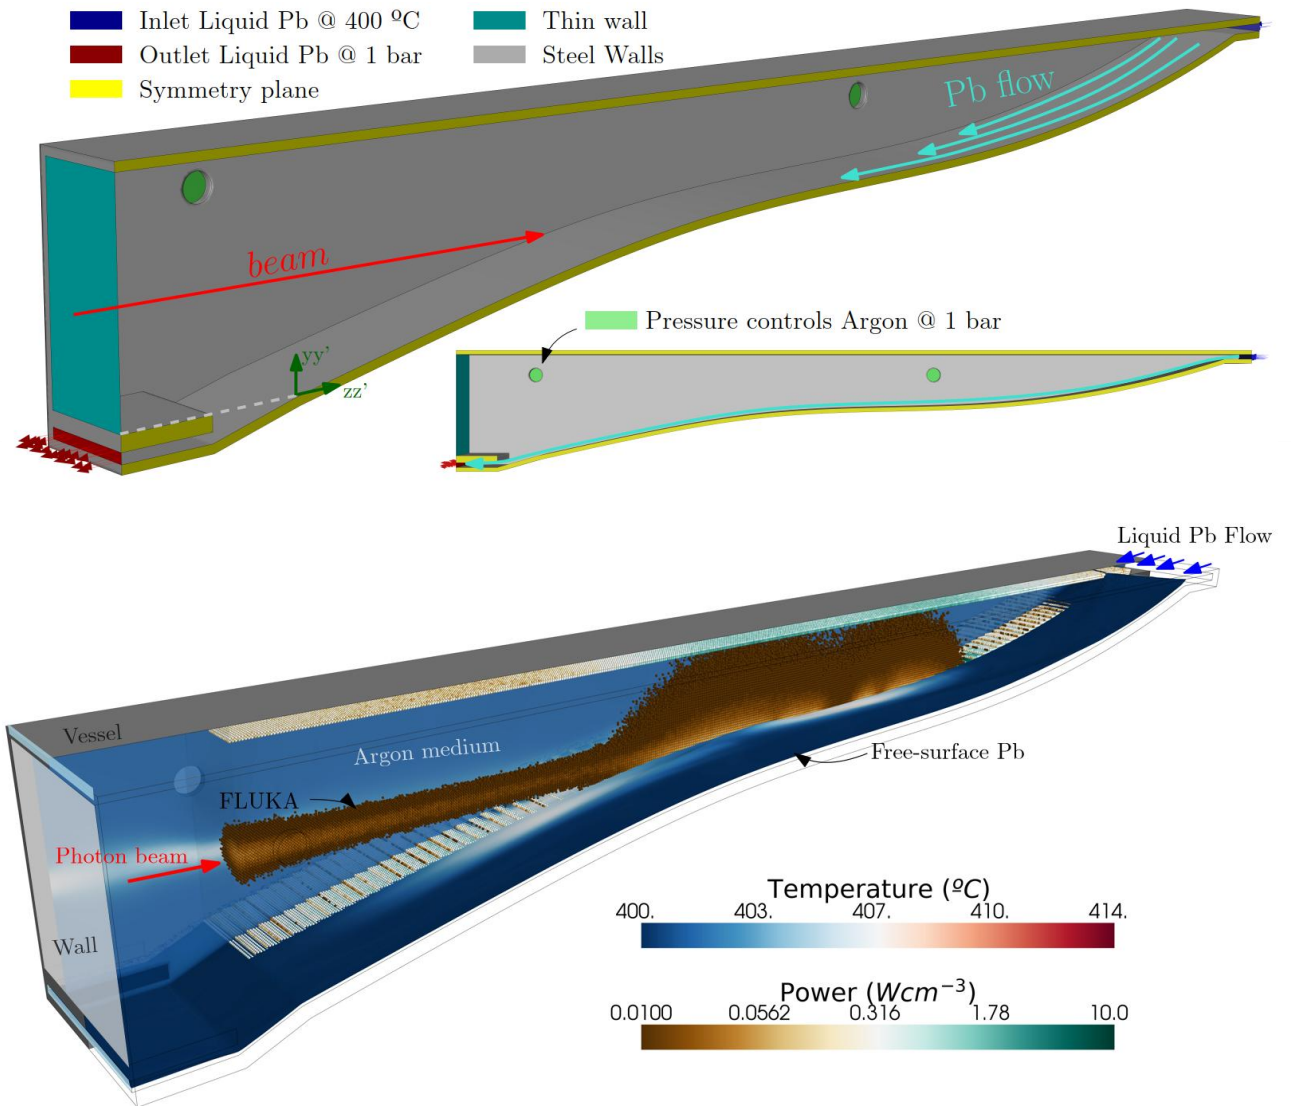 Inlet Liquid Pb @ 400 ºC
Thin wall
Outlet Liquid Pb @ 1 bar
Steel Walls
Symmetry plane
Pb flow
beam
Pressure controls Argon @ 1 bar
yy'
zz'
Liquid Pb Flow
Vessel
Argon medium
Free-surface Pb
FLUKA
Photon beam
Wall
Temperature (ºC)
400. 403. 407. 410. 414.
Power (Wcm⁻³)
0.0100 0.0562 0.316 1.78 10.0